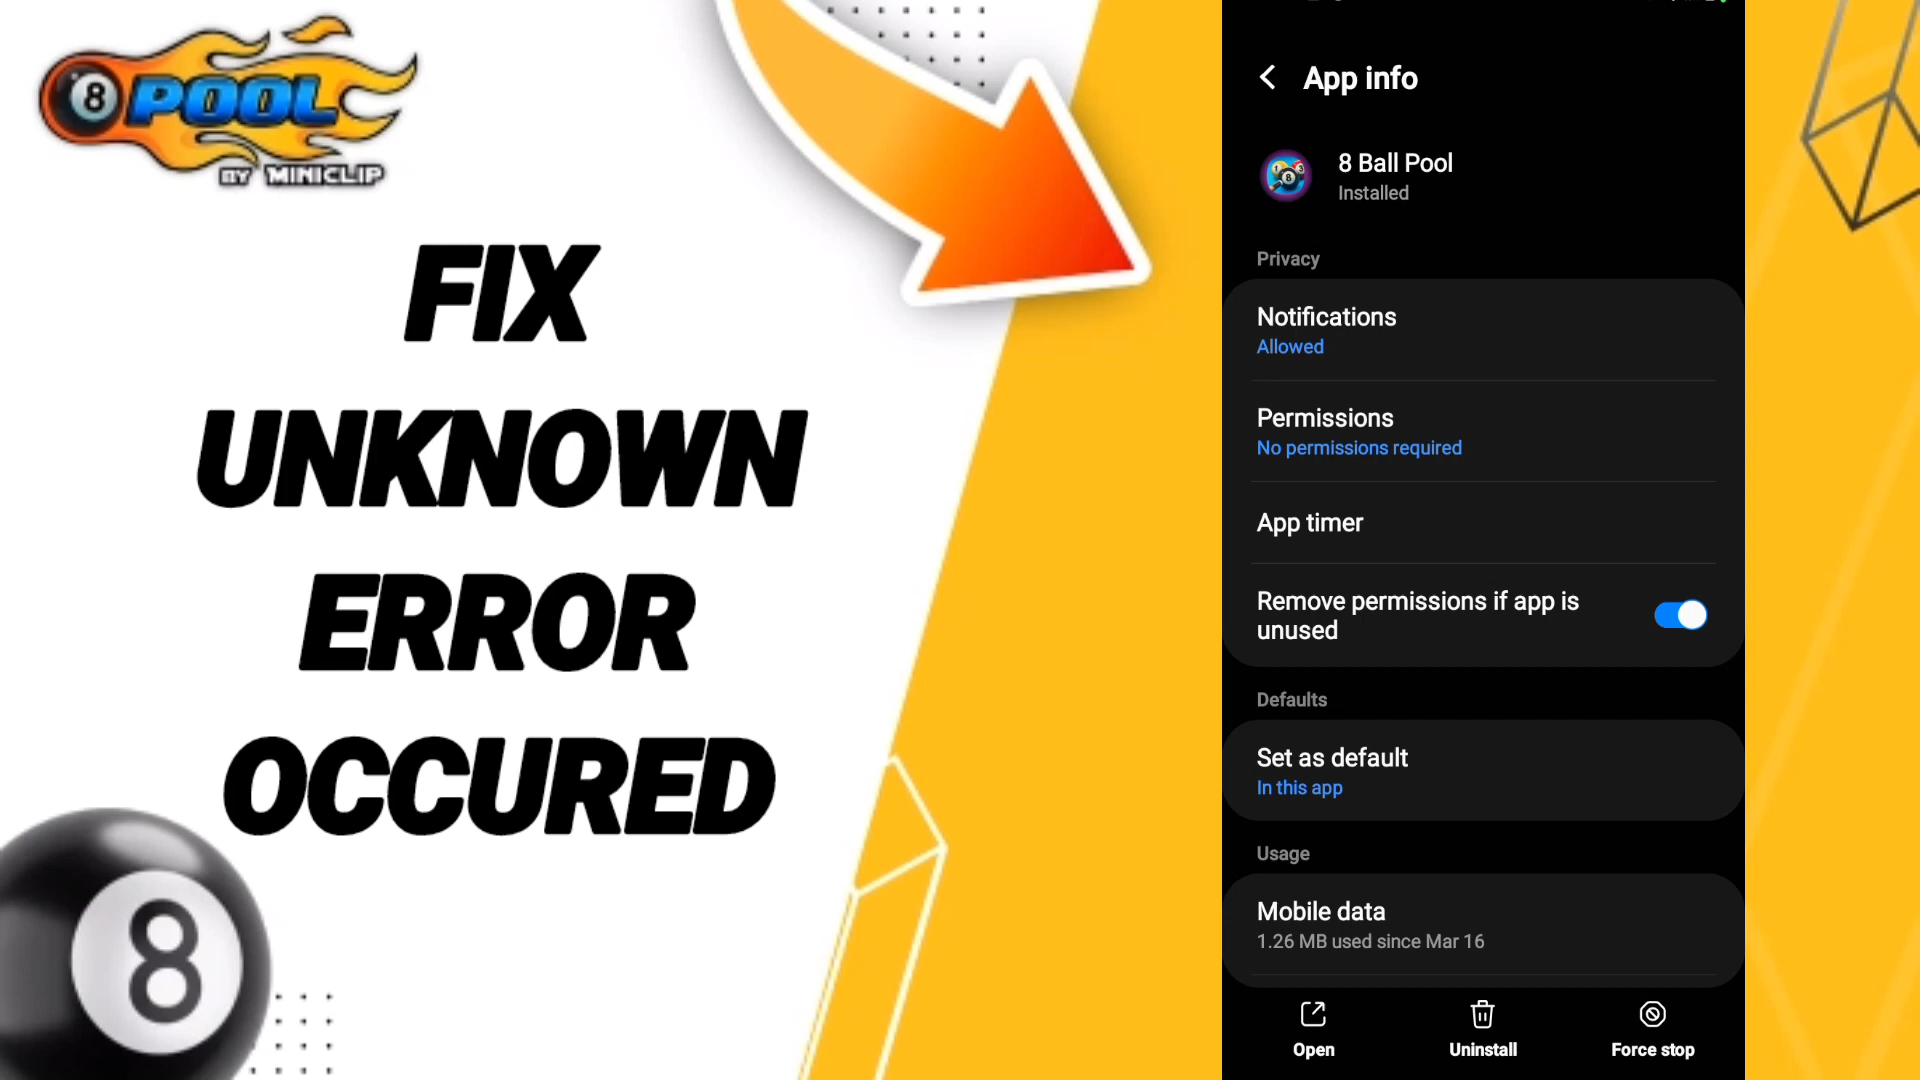 8 POOL
BY MINICLIP
FIX
UNKNOWN
ERROR
OCCURED
8
App info
8 Ball Pool
Installed
Privacy
Notifications
Allowed
Permissions
No permissions required
App timer
Remove permissions if app is
unused
Defaults
Set as default
In this app
Usage
Mobile data
1.26 MB used since Mar 16
Open
Uninstall
Force stop